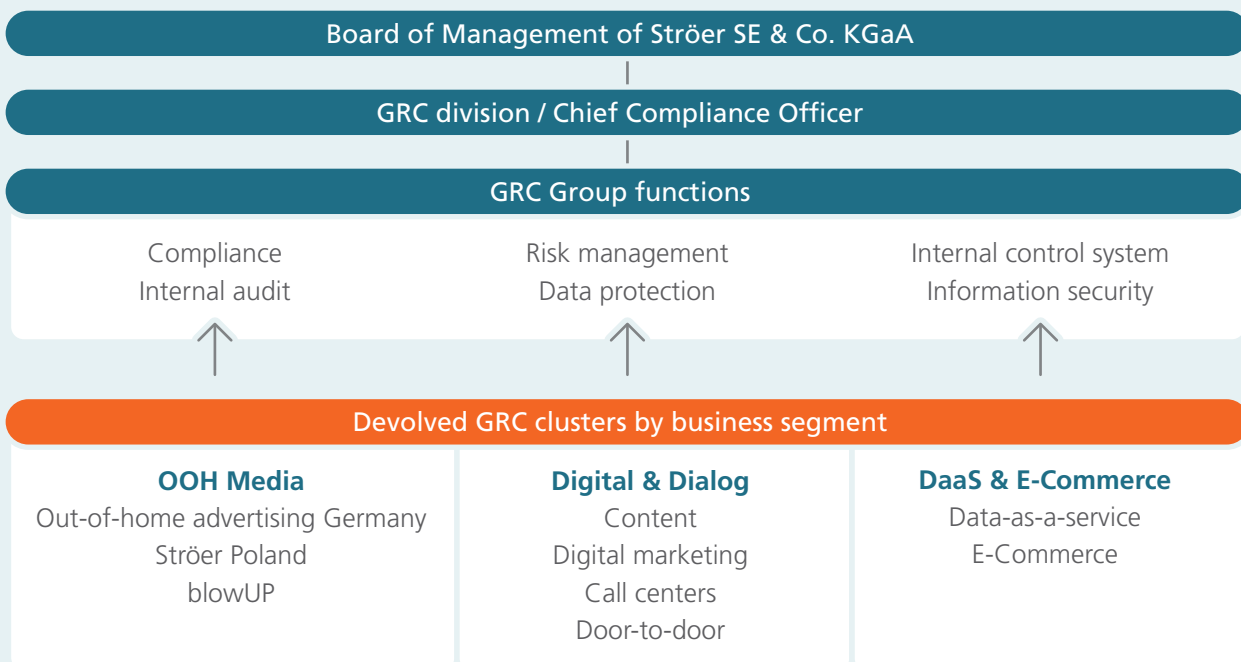 Board of Management of Ströer SE & Co. KGaA
GRC division / Chief Compliance Officer
GRC Group functions
Compliance
Internal audit
Risk management
Data protection
Internal control system
Information security
Devolved GRC clusters by business segment
OOH Media
Out-of-home advertising Germany
Ströer Poland
blowUP
Digital & Dialog
Content
Digital marketing
Call centers
Door-to-door
DaaS & E-Commerce
Data-as-a-service
E-Commerce